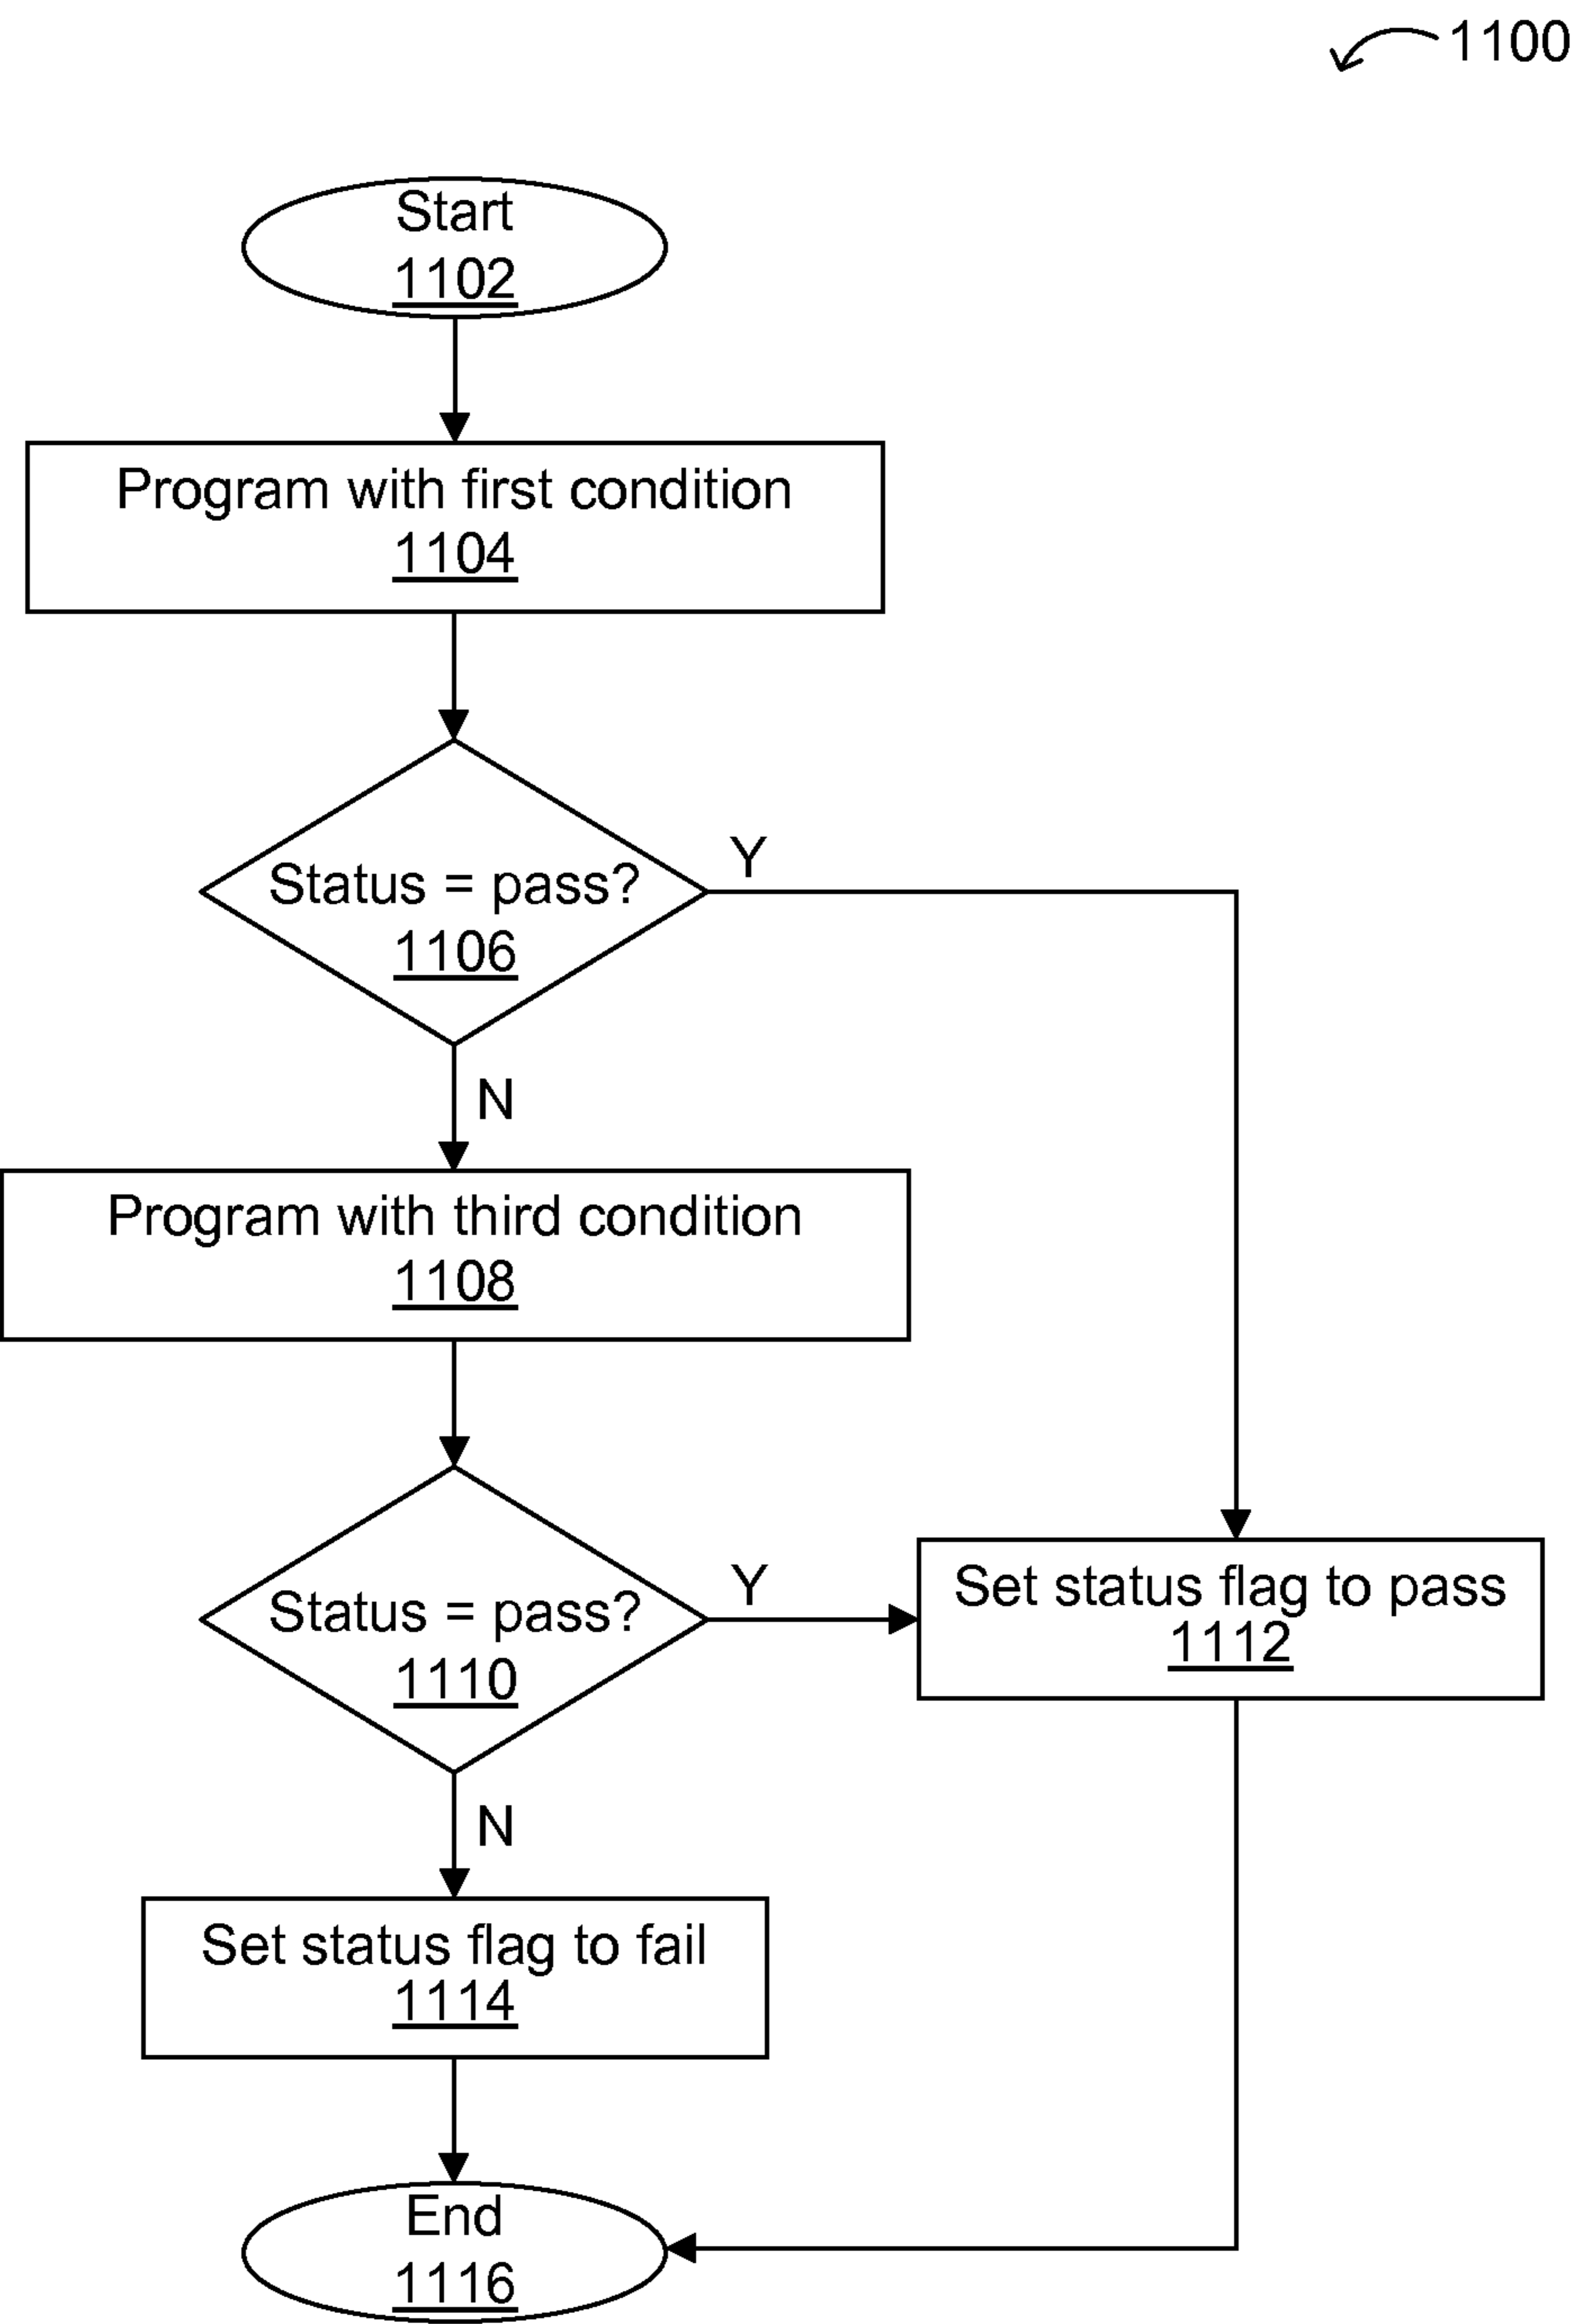 1100
Start
1102
Program with first condition
1104
Status = pass?
1106
Y
N
Program with third condition
1108
Status = pass?
1110
Y
Set status flag to pass
1112
N
Set status flag to fail
1114
End
1116